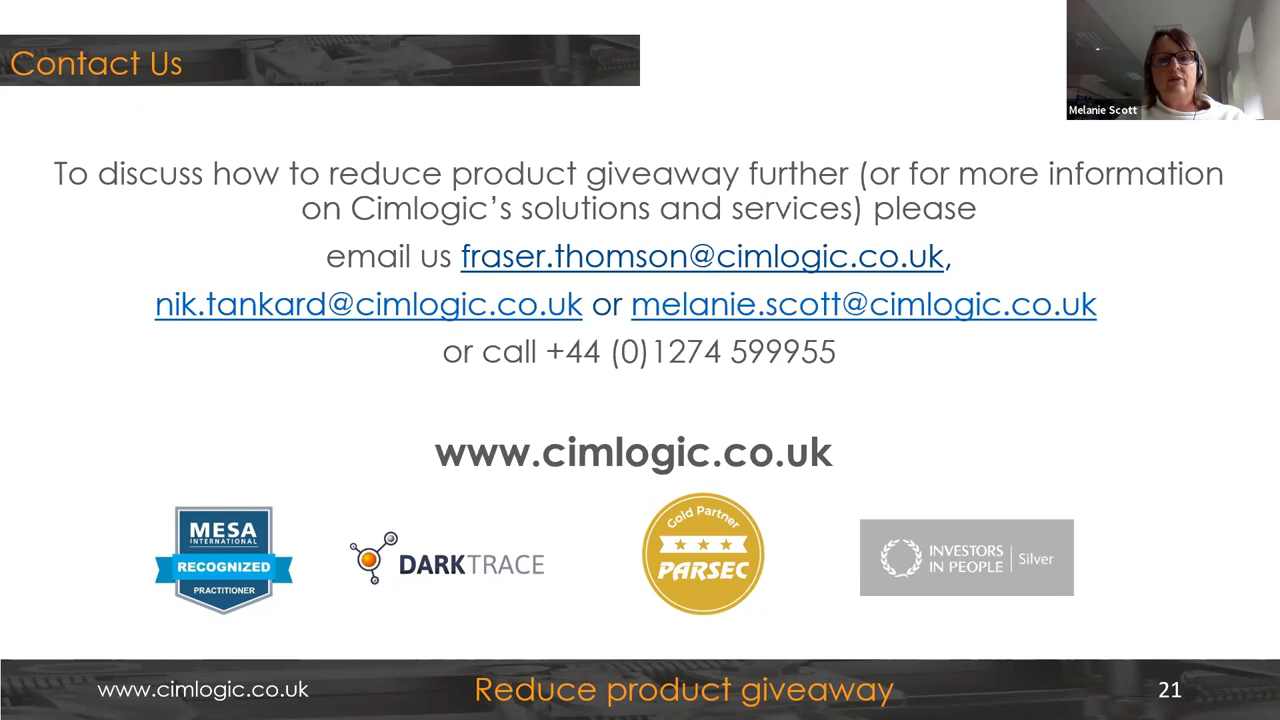 Contact Us
Melanie Scott
To discuss how to reduce product giveaway further (or for more information
on Cimlogic’s solutions and services) please
email us fraser.thomson@cimlogic.co.uk,
nik.tankard@cimlogic.co.uk or melanie.scott@cimlogic.co.uk
or call +44 (0)1274 599955
www.cimlogic.co.uk
MESA
INTERNATIONAL
RECOGNIZED
PRACTITIONER
DARKTRACE
Gold Partner
PARSEC
INVESTORS
IN PEOPLE
Silver
www.cimlogic.co.uk
Reduce product giveaway
21